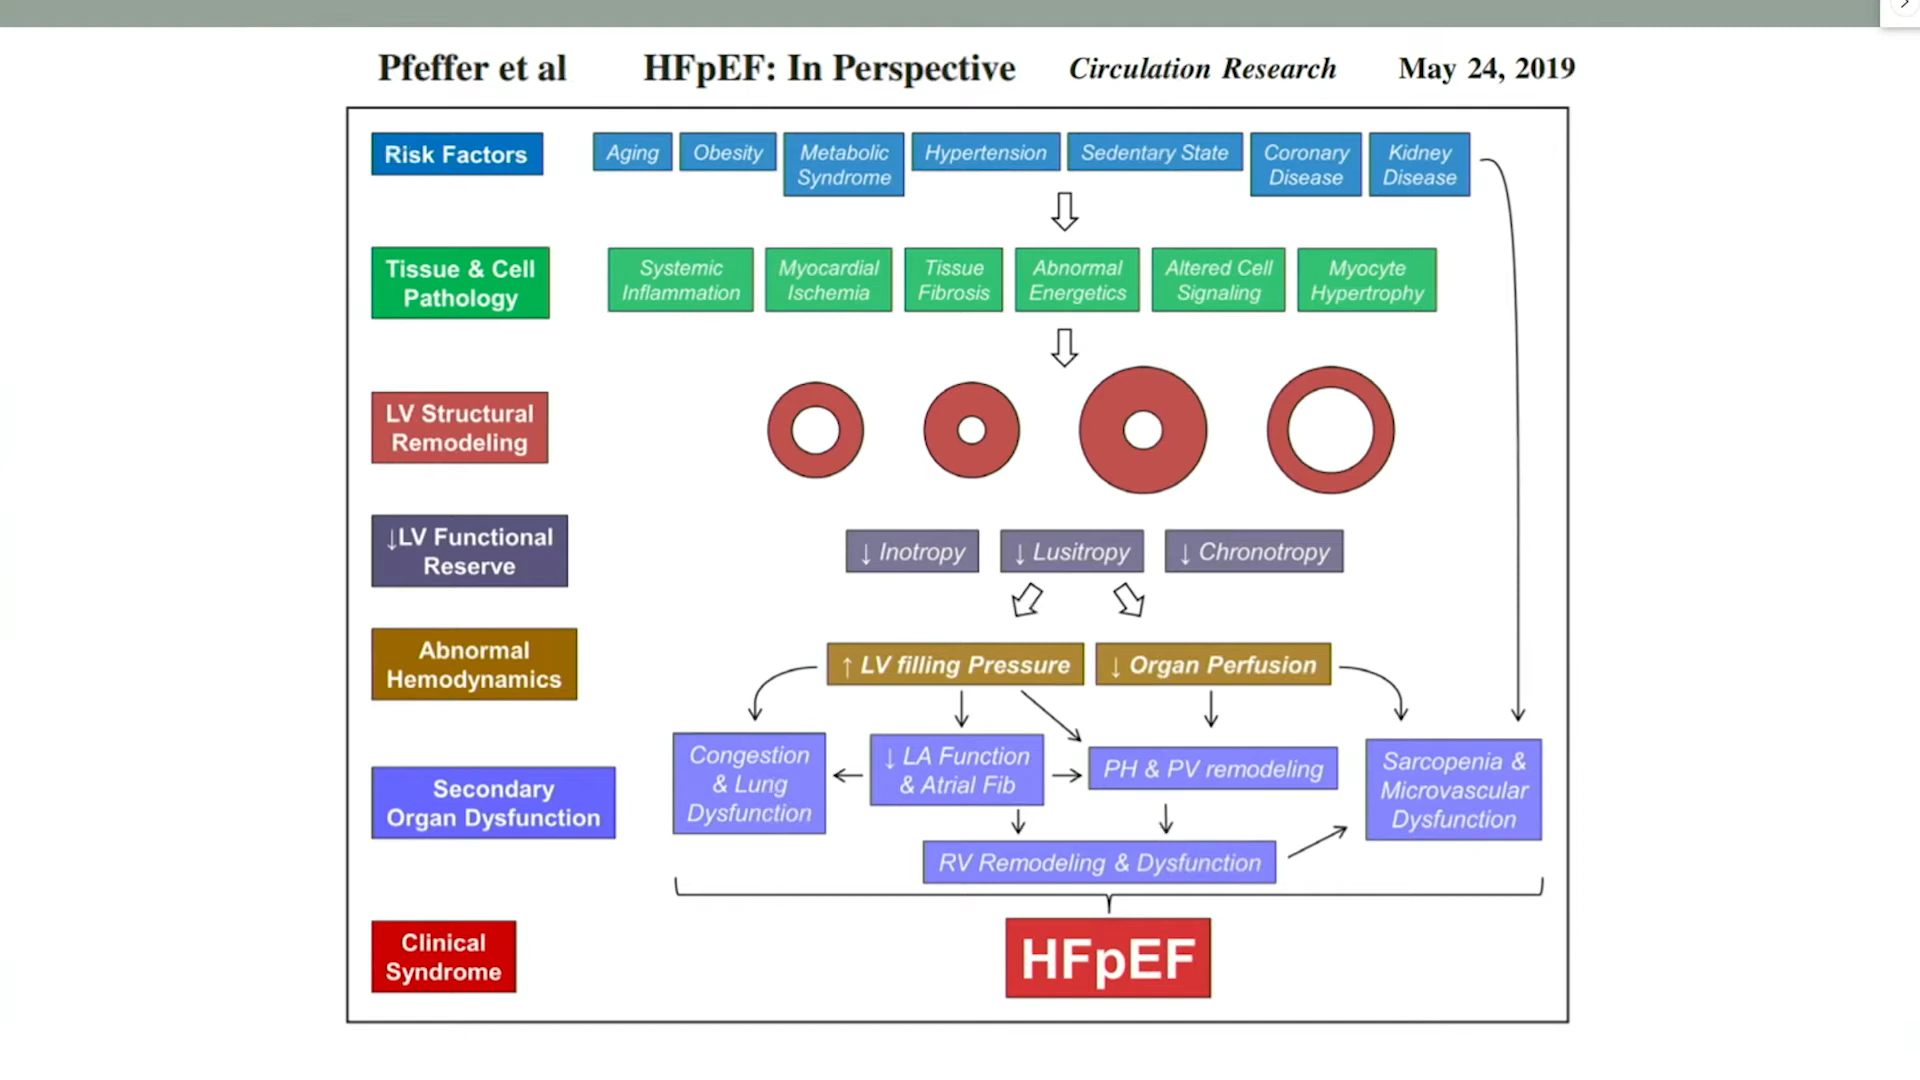 Pfeffer et al HFpEF: In Perspective Circulation Research May 24, 2019
Risk Factors
Aging
Obesity
Metabolic
Syndrome
Hypertension
Sedentary State
Coronary
Disease
Kidney
Disease
Tissue & Cell
Pathology
Systemic
Inflammation
Myocardial
Ischemia
Tissue
Fibrosis
Abnormal
Energetics
Altered Cell
Signaling
Myocyte
Hypertrophy
LV Structural
Remodeling
↓LV Functional
Reserve
↓ Inotropy
↓ Lusitropy
↓ Chronotropy
Abnormal
Hemodynamics
↑ LV filling Pressure
↓ Organ Perfusion
Secondary
Organ Dysfunction
Congestion
& Lung
Dysfunction
↓ LA Function
& Atrial Fib
PH & PV remodeling
Sarcopenia &
Microvascular
Dysfunction
RV Remodeling & Dysfunction
Clinical
Syndrome
HFpEF